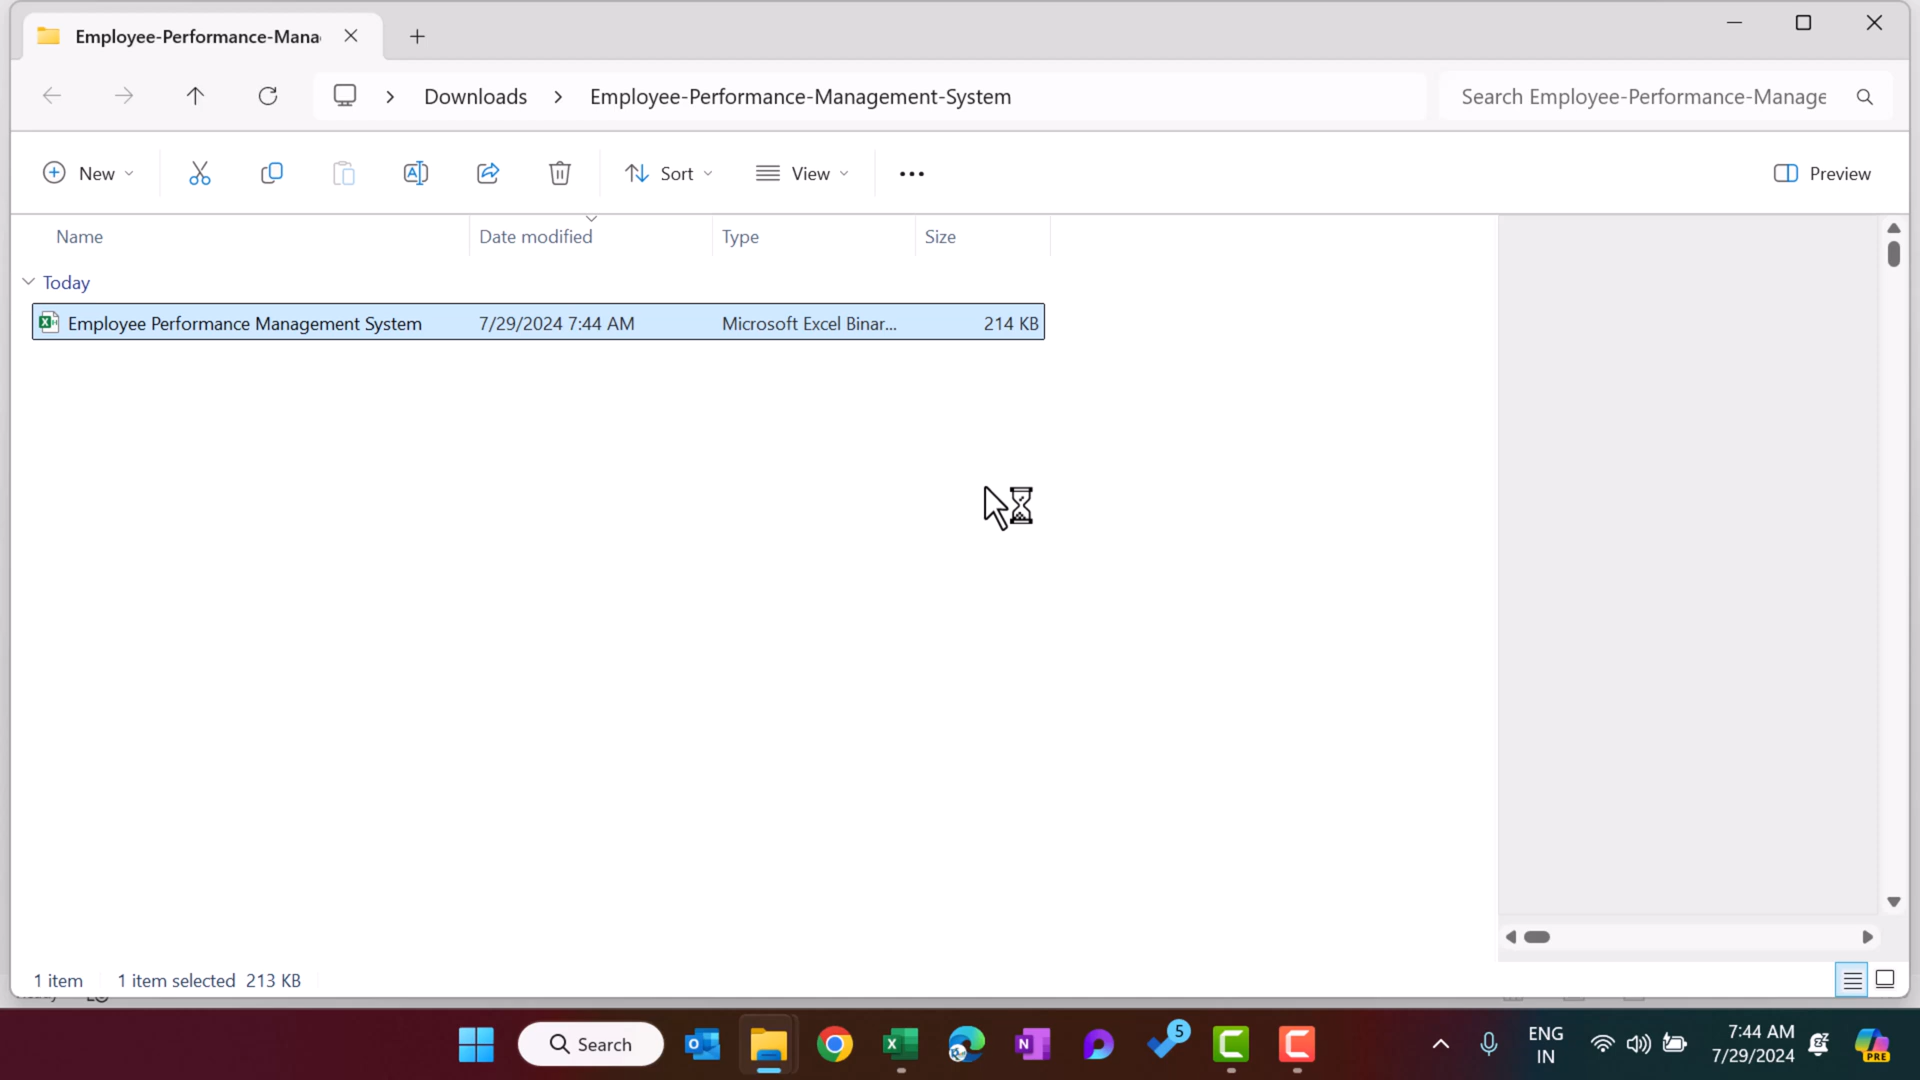 Employee-Performance-Mana
Downloads
Employee-Performance-Management-System
Search Employee-Performance-Manage
New
Sort
View
Preview
Name
Date modified
Type
Size
Today
Employee Performance Management System
7/29/2024 7:44 AM
Microsoft Excel Binar...
214 KB
1 item
1 item selected 213 KB
Search
5
ENG
IN
7:44 AM
7/29/2024
PRE